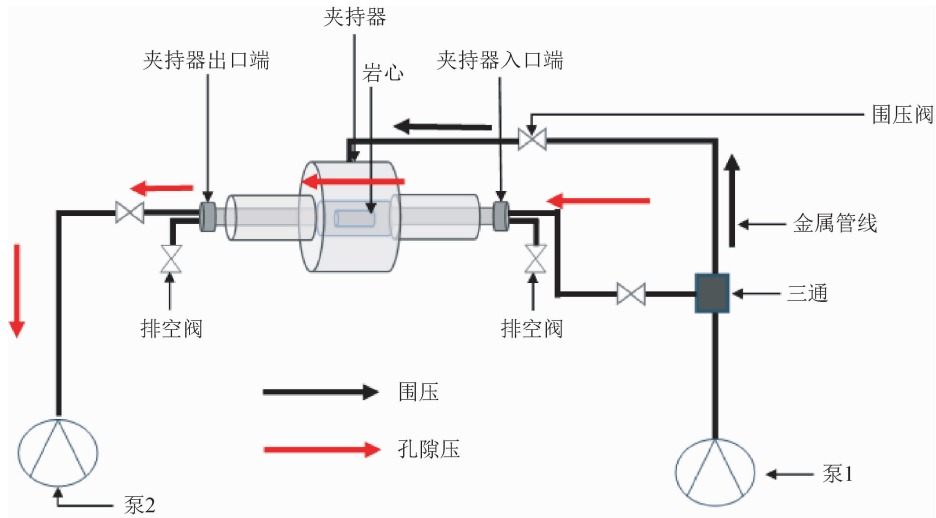 夹持器
夹持器出口端
岩心
夹持器入口端
围压阀
金属管线
三通
排空阀
排空阀
围压
孔隙压
泵1
泵2